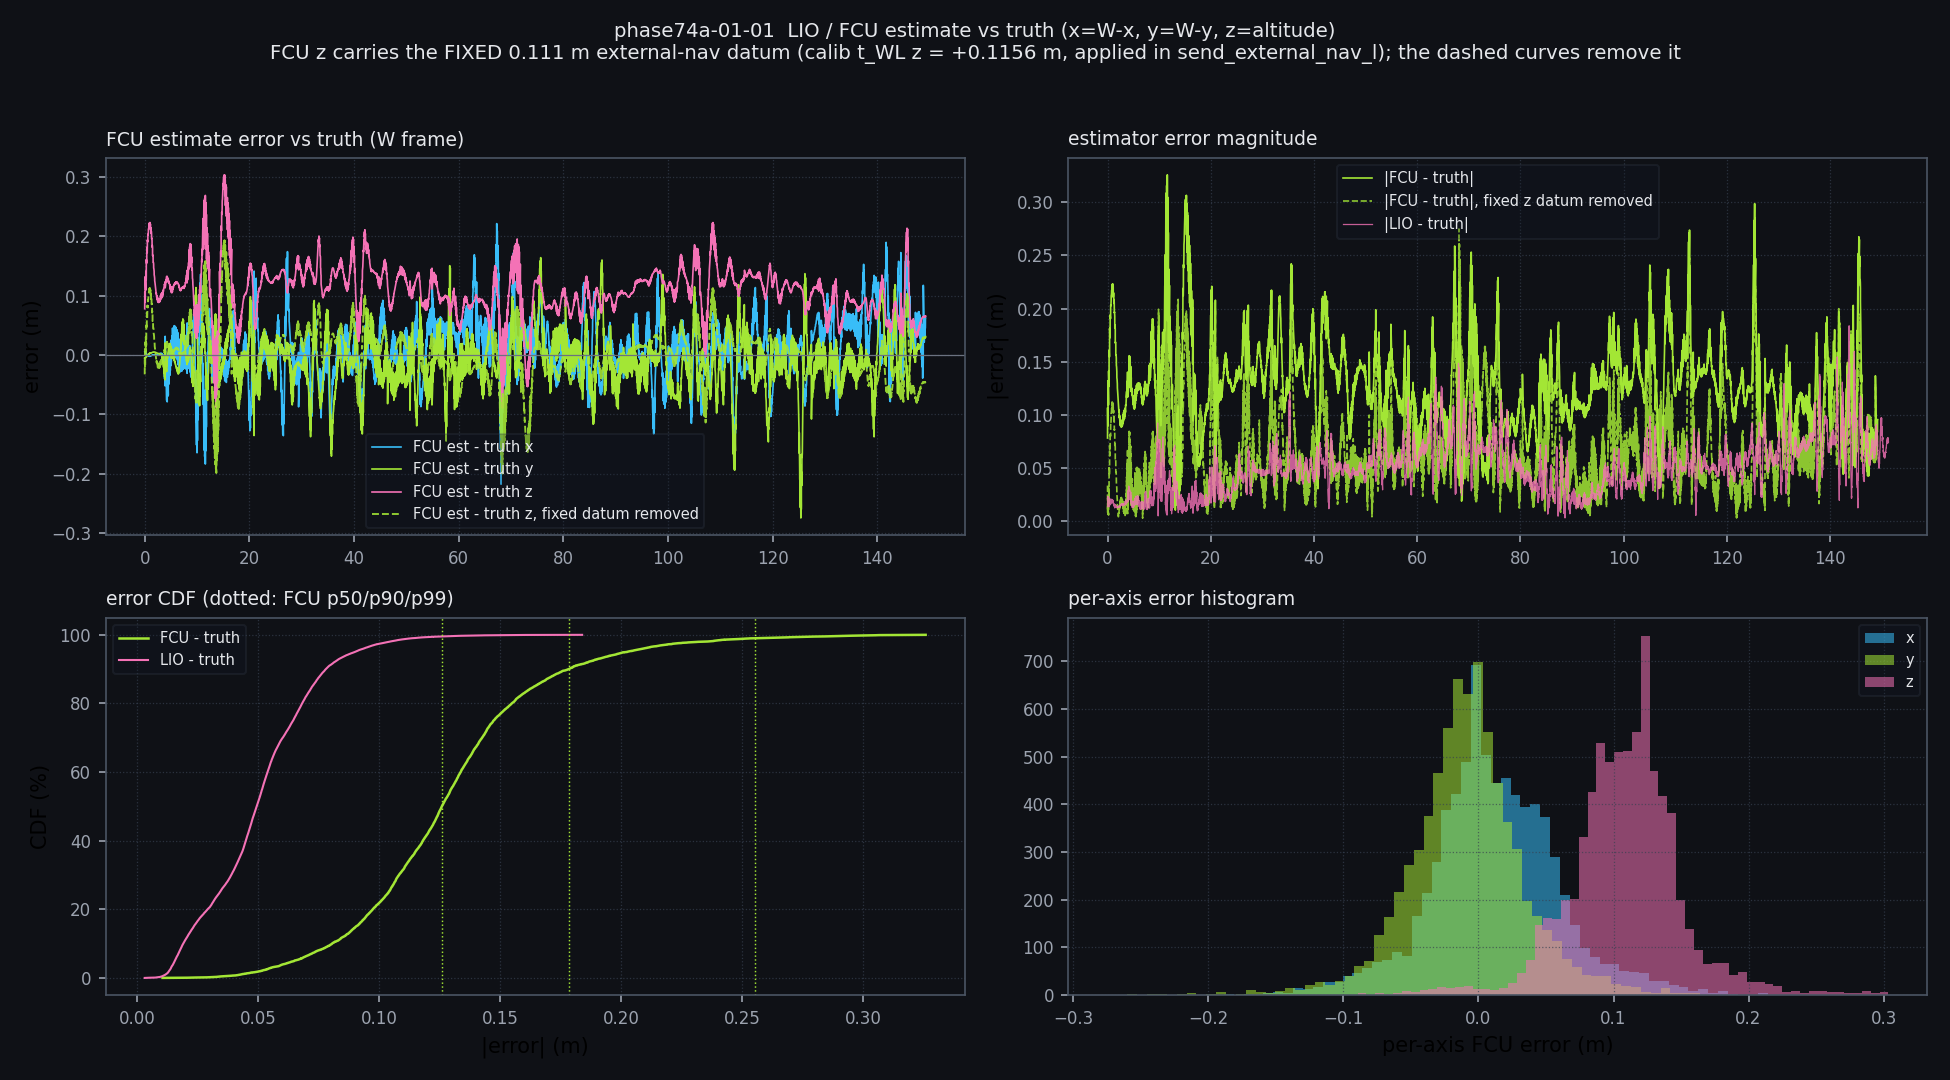 phase74a-01-01  LIO / FCU estimate vs truth (x=W-x, y=W-y, z=altitude)
FCU z carries the FIXED 0.111 m external-nav datum (calib t_WL z = +0.1156 m, applied in send_external_nav_l); the dashed curves remove it
FCU estimate error vs truth (W frame)
error (m)
0.3
0.2
0.1
0.0
−0.1
−0.2
−0.3
FCU est - truth x
FCU est - truth y
FCU est - truth z
FCU est - truth z, fixed datum removed
0 20 40 60 80 100 120 140
estimator error magnitude
|error| (m)
0.30
0.25
0.20
0.15
0.10
0.05
0.00
|FCU - truth|
|FCU - truth|, fixed z datum removed
|LIO - truth|
0 20 40 60 80 100 120 140
error CDF (dotted: FCU p50/p90/p99)
CDF (%)
100
80
60
40
20
0
FCU - truth
LIO - truth
0.00 0.05 0.10 0.15 0.20 0.25 0.30
|error| (m)
per-axis error histogram
700
600
500
400
300
200
100
0
x
y
z
−0.3 −0.2 −0.1 0.0 0.1 0.2 0.3
per-axis FCU error (m)